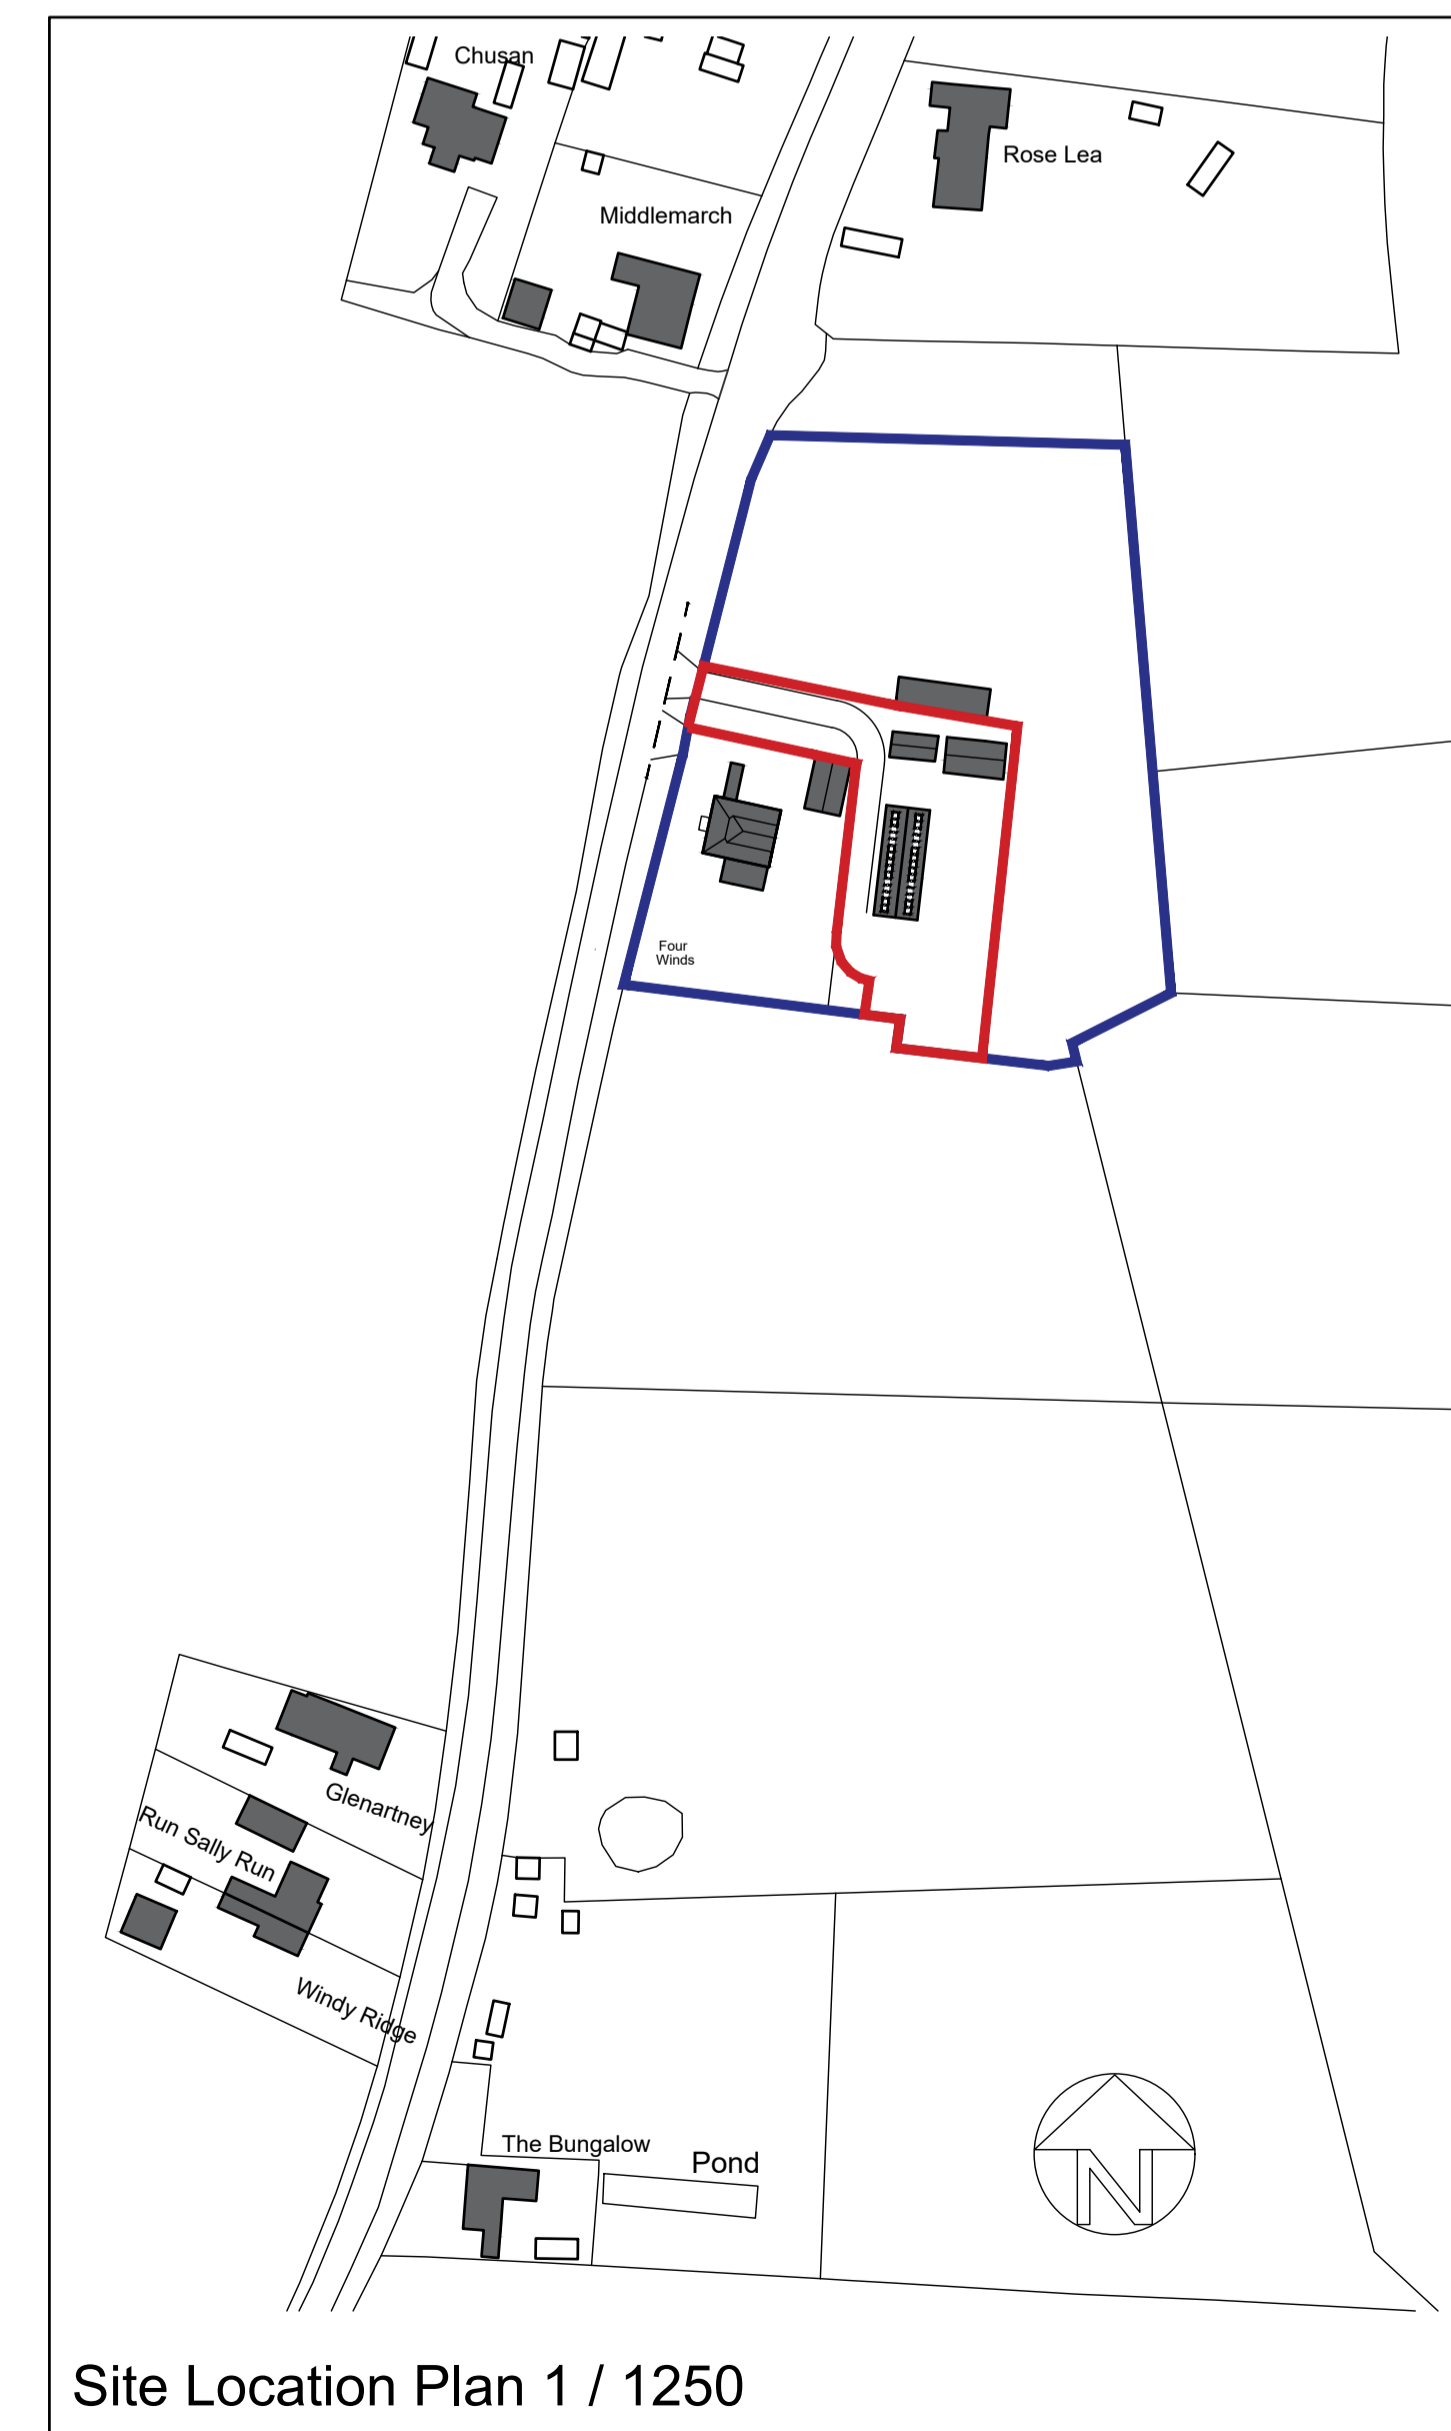 Chusan
Rose Lea
Middlemarch
Four
Winds
Glenartney
Run Sally Run
Windy Ridge
The Bungalow
Pond
N
Site Location Plan 1 / 1250